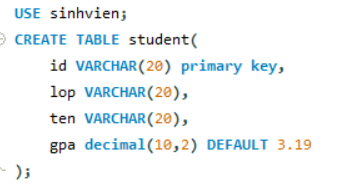 USE sinhvien;
CREATE TABLE student(
id VARCHAR(20) primary key,
lop VARCHAR(20),
ten VARCHAR(20),
gpa decimal(10,2) DEFAULT 3.19
);